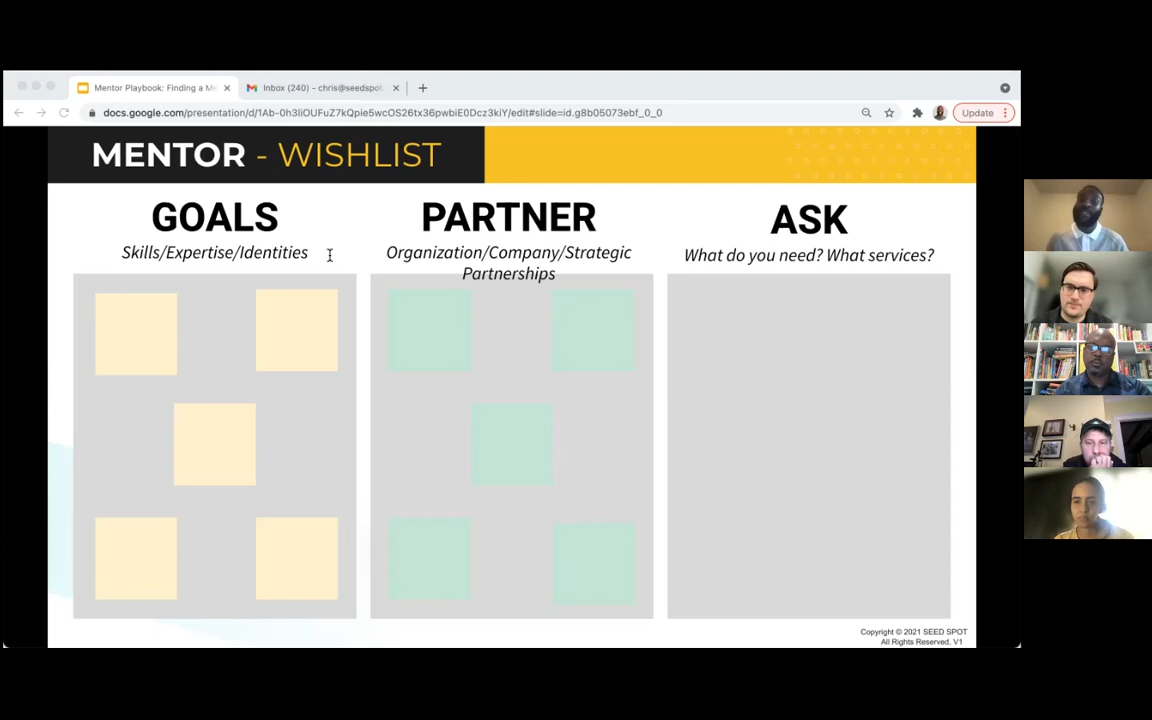 Mentor Playbook: Finding a Me
Inbox (240) - chris@seedspot.
docs.google.com/presentation/d/1Ab-0h3liOUFuZ7kQpie5wcOS26tx36pwbiE0Dcz3kiY/edit#slide=id.g8b05073ebf_0_0
Update
MENTOR - WISHLIST
GOALS
Skills/Expertise/Identities
PARTNER
Organization/Company/Strategic
Partnerships
ASK
What do you need? What services?
Copyright © 2021 SEED SPOT
All Rights Reserved, V1